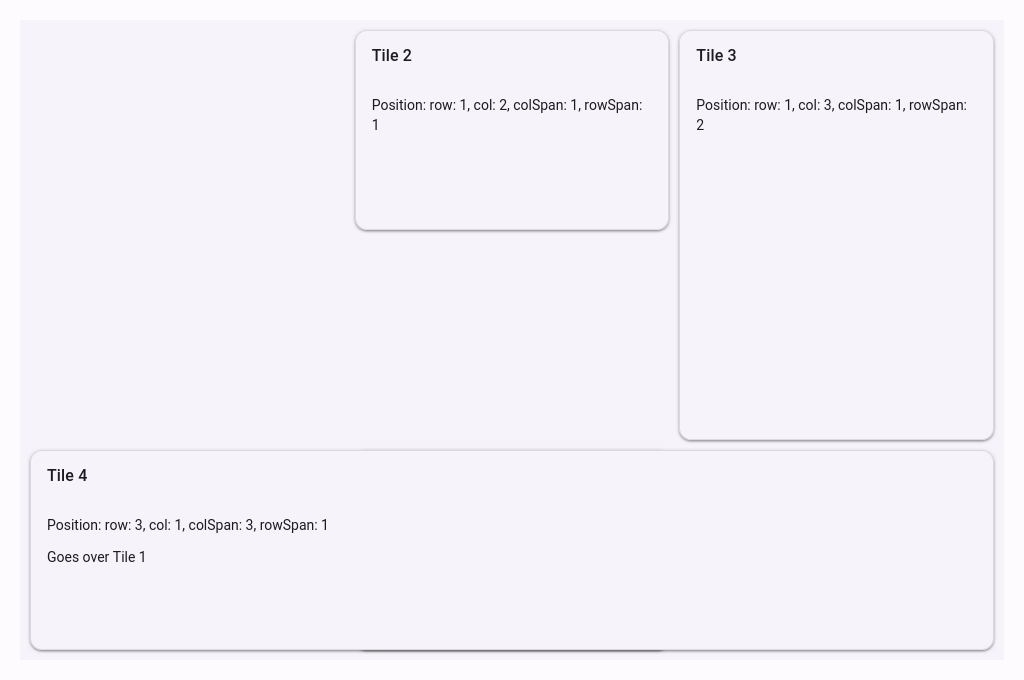 Tile 2
Position: row: 1, col: 2, colSpan: 1, rowSpan:
1
Tile 3
Position: row: 1, col: 3, colSpan: 1, rowSpan:
2
Tile 4
Position: row: 3, col: 1, colSpan: 3, rowSpan: 1
Goes over Tile 1